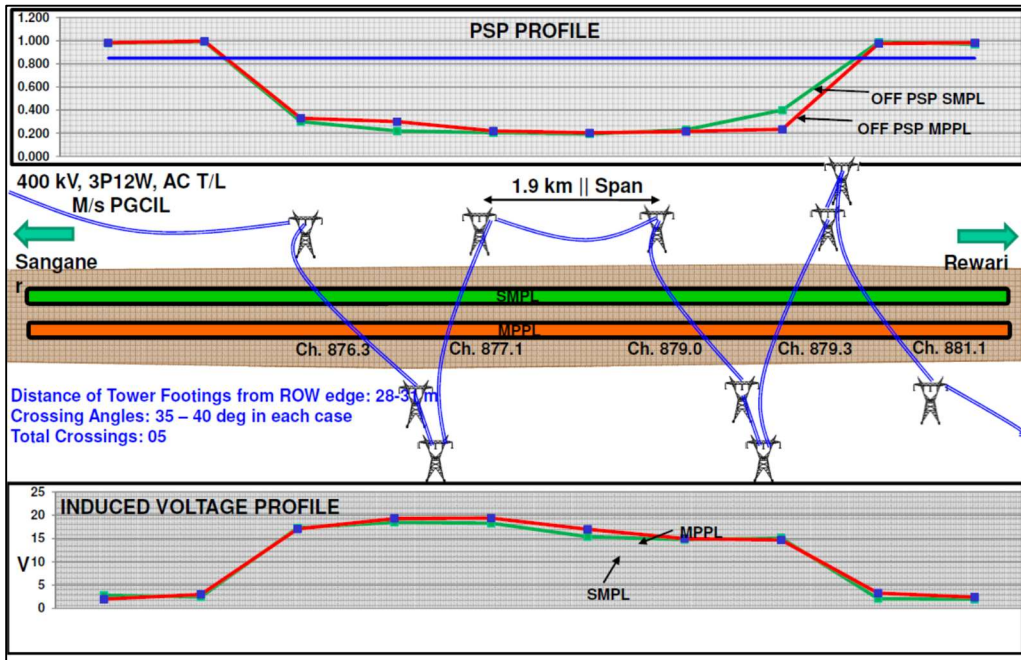 PSP PROFILE
1.200
1.000
0.800
0.600
0.400
0.200
0.000
OFF PSP SMPL
OFF PSP MPPL
400 kV, 3P12W, AC T/L
M/s PGCIL
1.9 km || Span
Sangane
r
Rewari
SMPL
MPPL
Ch. 876.3
Ch. 877.1
Ch. 879.0
Ch. 879.3
Ch. 881.1
Distance of Tower Footings from ROW edge: 28-31 m
Crossing Angles: 35 – 40 deg in each case
Total Crossings: 05
INDUCED VOLTAGE PROFILE
25
20
15
V
10
5
0
MPPL
SMPL